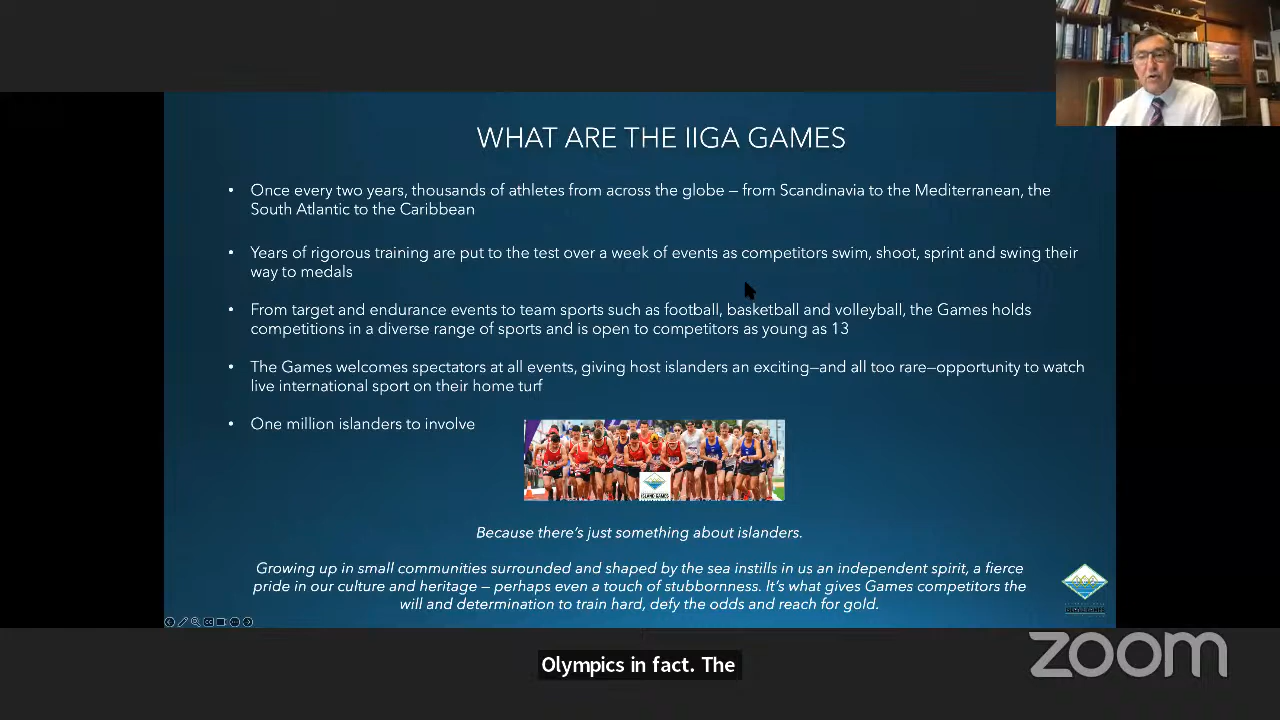 WHAT ARE THE IIGA GAMES
• Once every two years, thousands of athletes from across the globe – from Scandinavia to the Mediterranean, the
South Atlantic to the Caribbean
• Years of rigorous training are put to the test over a week of events as competitors swim, shoot, sprint and swing their
way to medals
• From target and endurance events to team sports such as football, basketball and volleyball, the Games holds
competitions in a diverse range of sports and is open to competitors as young as 13
• The Games welcomes spectators at all events, giving host islanders an exciting—and all too rare—opportunity to watch
live international sport on their home turf
• One million islanders to involve
ISLAND GAMES
Because there's just something about islanders.
Growing up in small communities surrounded and shaped by the sea instills in us an independent spirit, a fierce
pride in our culture and heritage – perhaps even a touch of stubbornness. It's what gives Games competitors the
will and determination to train hard, defy the odds and reach for gold.
Olympics in fact. The
zoom